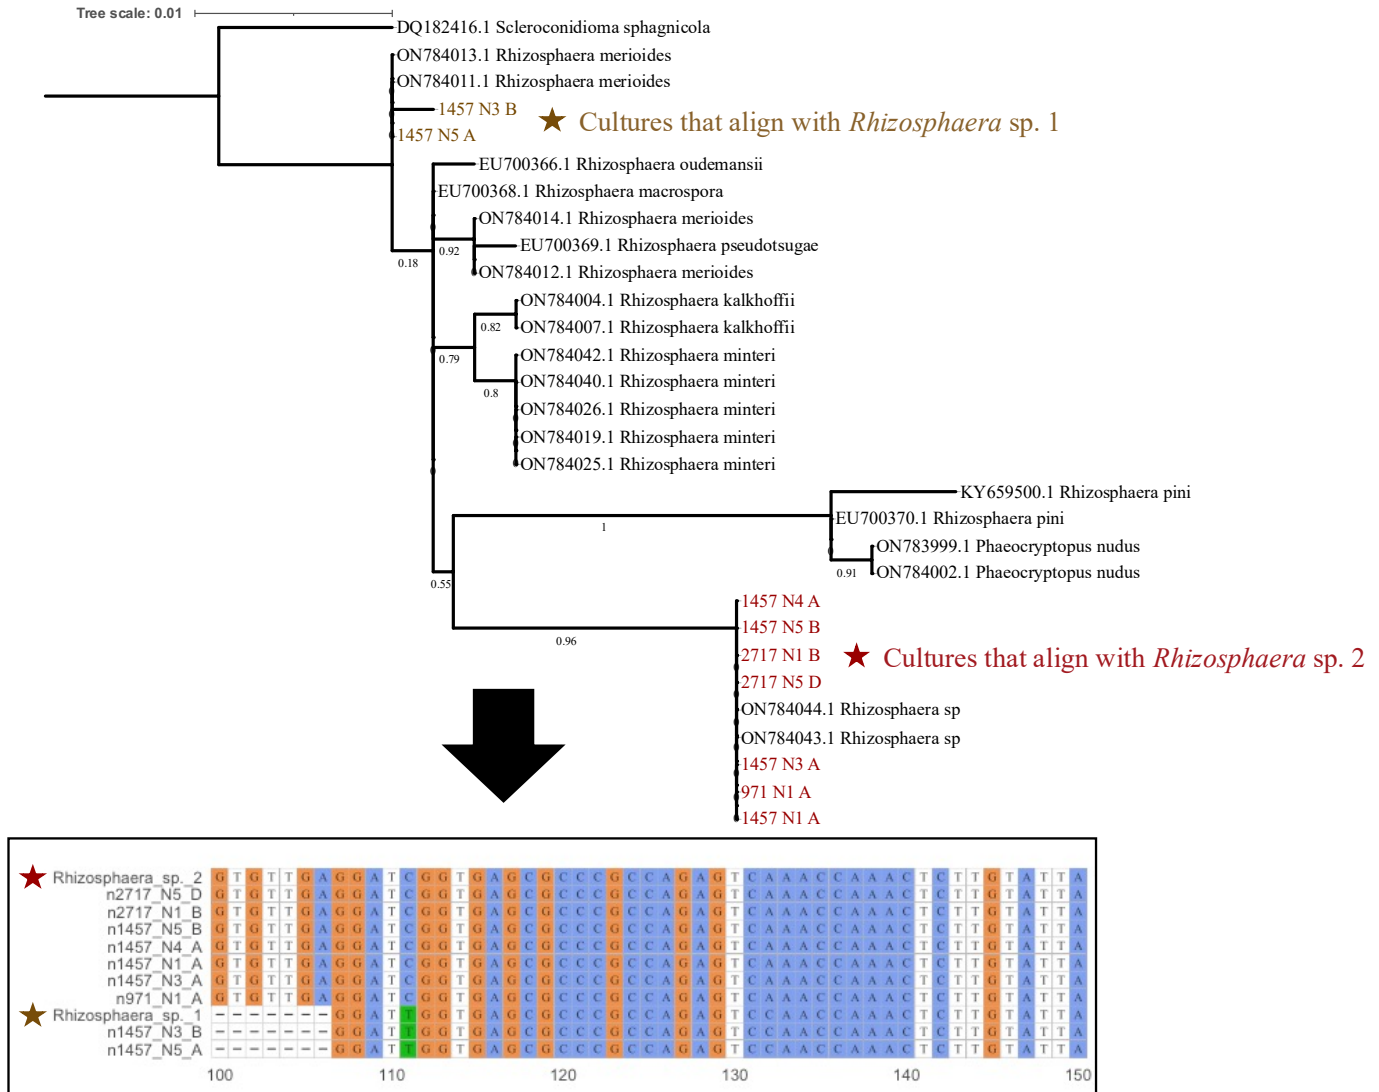 Tree scale: 0.01
DQ182416.1 Scleroconidioma sphagnicola
ON784013.1 Rhizosphaera merioides
ON784011.1 Rhizosphaera merioides
1457 N3 B
★ Cultures that align with Rhizosphaera sp. 1
1457 N5 A
EU700366.1 Rhizosphaera oudemansii
EU700368.1 Rhizosphaera macrospora
ON784014.1 Rhizosphaera merioides
EU700369.1 Rhizosphaera pseudotsugae
0.92
0.18
ON784012.1 Rhizosphaera merioides
ON784004.1 Rhizosphaera kalkhoffii
ON784007.1 Rhizosphaera kalkhoffii
0.82
0.79
ON784042.1 Rhizosphaera minteri
ON784040.1 Rhizosphaera minteri
0.8
ON784026.1 Rhizosphaera minteri
ON784019.1 Rhizosphaera minteri
ON784025.1 Rhizosphaera minteri
KY659500.1 Rhizosphaera pini
EU700370.1 Rhizosphaera pini
1
ON783999.1 Phaeocryptopus nudus
ON784002.1 Phaeocryptopus nudus
0.91
0.55
1457 N4 A
1457 N5 B
0.96
2717 N1 B
★ Cultures that align with Rhizosphaera sp. 2
2717 N5 D
ON784044.1 Rhizosphaera sp
ON784043.1 Rhizosphaera sp
1457 N3 A
971 N1 A
1457 N1 A
★ Rhizosphaera_sp._2 G T G T T G A G G A T C G G T G A G C G C C C G C C A G A G T C A A A C C A A A C T C T T G T A T T A
n2717_N5_D G T G T T G A G G A T C G G T G A G C G C C C G C C A G A G T C A A A C C A A A C T C T T G T A T T A
n2717_N1_B G T G T T G A G G A T C G G T G A G C G C C C G C C A G A G T C A A A C C A A A C T C T T G T A T T A
n1457_N5_B G T G T T G A G G A T C G G T G A G C G C C C G C C A G A G T C A A A C C A A A C T C T T G T A T T A
n1457_N4_A G T G T T G A G G A T C G G T G A G C G C C C G C C A G A G T C A A A C C A A A C T C T T G T A T T A
n1457_N1_A G T G T T G A G G A T C G G T G A G C G C C C G C C A G A G T C A A A C C A A A C T C T T G T A T T A
n1457_N3_A G T G T T G A G G A T C G G T G A G C G C C C G C C A G A G T C A A A C C A A A C T C T T G T A T T A
n971_N1_A G T G T T G A G G A T C G G T G A G C G C C C G C C A G A G T C A A A C C A A A C T C T T G T A T T A
★ Rhizosphaera_sp._1 - - - - - - - G G A T T G G T G A G C G C C C G C C A G A G T C C A A C C A A A C T C T T G T A T T A
n1457_N3_B - - - - - - - G G A T T G G T G A G C G C C C G C C A G A G T C C A A C C A A A C T C T T G T A T T A
n1457_N5_A - - - - - - - G G A T T G G T G A G C G C C C G C C A G A G T C C A A C C A A A C T C T T G T A T T A
100 110 120 130 140 150